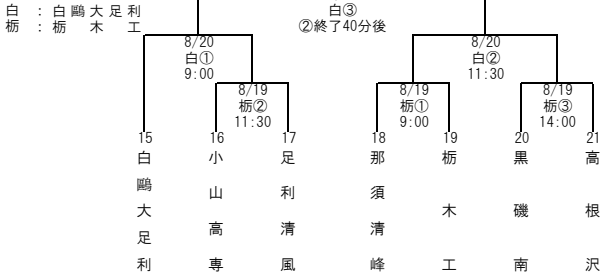 白 : 白鷗大足利
栃 : 栃木工
白③
②終了40分後
8/20
白①
9:00
8/20
白②
11:30
8/19
栃②
11:30
8/19
栃①
9:00
8/19
栃③
14:00
15 16 17 18 19 20 21
白鷗大足利
小山高専
足利清風
那須清峰
栃木工
黒磯南
高根沢